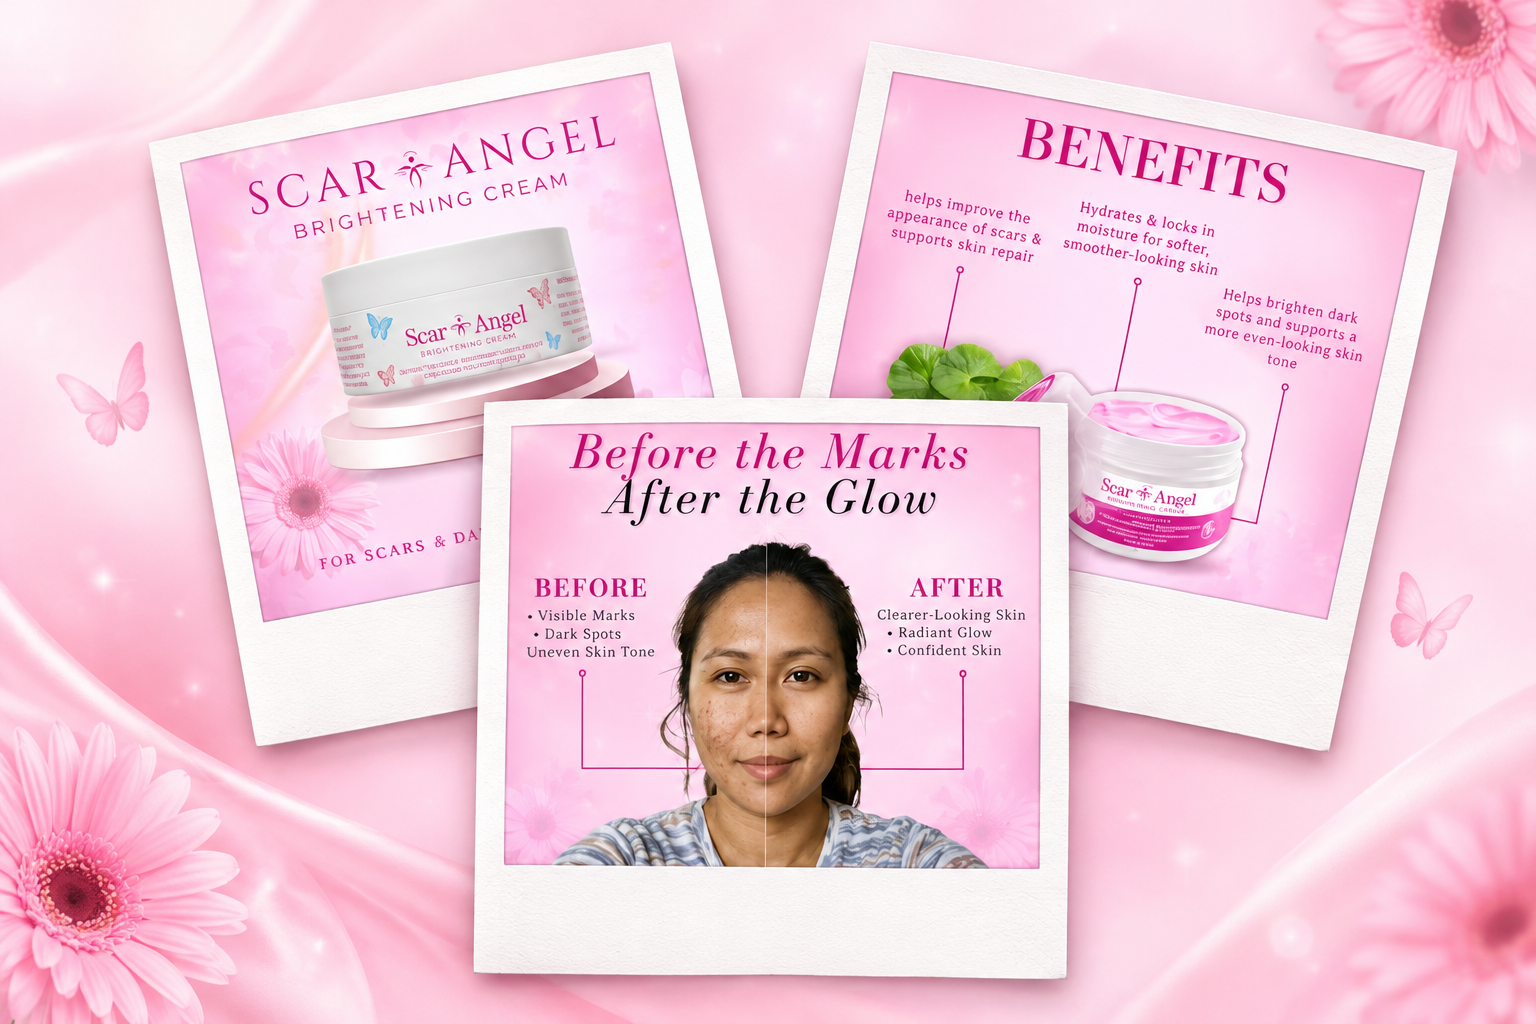 SCAR ANGEL
BRIGHTENING CREAM
Scar Angel
BRIGHTENING CREAM
FOR SCARS &
BENEFITS
helps improve the
appearance of scars &
supports skin repair
Hydrates & locks in
moisture for softer,
smoother-looking skin
Helps brighten dark
spots and supports a
more even-looking skin
tone
Scar Angel
Before the Marks
After the Glow
BEFORE
• Visible Marks
• Dark Spots
Uneven Skin Tone
AFTER
Clearer-Looking Skin
• Radiant Glow
• Confident Skin